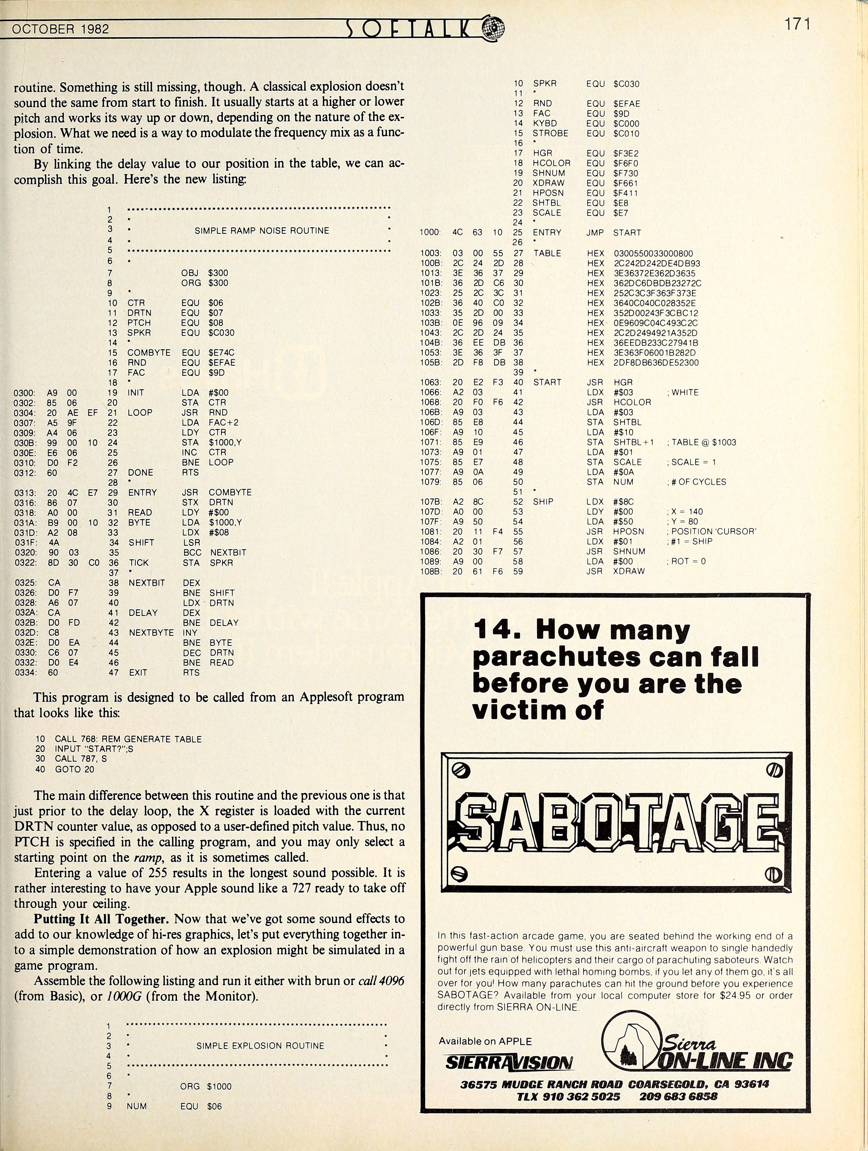 OCTOBER 1982
SOFTALK
171
routine. Something is still missing, though. A classical explosion doesn't
sound the same from start to finish. It usually starts at a higher or lower
pitch and works its way up or down, depending on the nature of the ex-
plosion. What we need is a way to modulate the frequency mix as a func-
tion of time.
By linking the delay value to our position in the table, we can ac-
complish this goal. Here's the new listing:
1 ••••••••••••••••••••••••••••••••••••••••••••••••
2 • •
3 • SIMPLE RAMP NOISE ROUTINE •
4 • •
5 ••••••••••••••••••••••••••••••••••••••••••••••••
6 •
7 OBJ $300
8 ORG $300
9 •
10 CTR EQU $06
11 DRTN EQU $07
12 PTCH EQU $08
13 SPKR EQU $C030
14 •
15 COMBYTE EQU $E74C
16 RND EQU $EFAE
17 FAC EQU $9D
18 •
0300: A9 00 19 INIT LDA #$00
0302: 85 06 20 STA CTR
0304: 20 AE EF 21 LOOP JSR RND
0307: A5 9F 22 LDA FAC+2
0309: A4 06 23 LDY CTR
030B: 99 00 10 24 STA $1000,Y
030E: E6 06 25 INC CTR
0310: D0 F2 26 BNE LOOP
0312: 60 27 DONE RTS
28 •
0313: 20 4C E7 29 ENTRY JSR COMBYTE
0316: 86 07 30 STX DRTN
0318: A0 00 31 READ LDY #$00
031A: B9 00 10 32 BYTE LDA $1000,Y
031D: A2 08 33 LDX #$08
031F: 4A 34 SHIFT LSR
0320: 90 03 35 BCC NEXTBIT
0322: 8D 30 C0 36 TICK STA SPKR
37 •
0325: CA 38 NEXTBIT DEX
0326: D0 F7 39 BNE SHIFT
0328: A6 07 40 LDX DRTN
032A: CA 41 DELAY DEX
032B: D0 FD 42 BNE DELAY
032D: C8 43 NEXTBYTE INY
032E: D0 EA 44 BNE BYTE
0330: C6 07 45 DEC DRTN
0332: D0 E4 46 BNE READ
0334: 60 47 EXIT RTS
This program is designed to be called from an Applesoft program
that looks like this:
10 CALL 768: REM GENERATE TABLE
20 INPUT "START?";S
30 CALL 787, S
40 GOTO 20
The main difference between this routine and the previous one is that
just prior to the delay loop, the X register is loaded with the current
DRTN counter value, as opposed to a user-defined pitch value. Thus, no
PTCH is specified in the calling program, and you may only select a
starting point on the ramp, as it is sometimes called.
Entering a value of 255 results in the longest sound possible. It is
rather interesting to have your Apple sound like a 727 ready to take off
through your ceiling.
Putting It All Together. Now that we've got some sound effects to
add to our knowledge of hi-res graphics, let's put everything together in-
to a simple demonstration of how an explosion might be simulated in a
game program.
Assemble the following listing and run it either with brun or call 4096
(from Basic), or 1000G (from the Monitor).
1 ••••••••••••••••••••••••••••••••••••••••••••••••
2 • •
3 • SIMPLE EXPLOSION ROUTINE •
4 • •
5 ••••••••••••••••••••••••••••••••••••••••••••••••
6 •
7 ORG $1000
8 •
9 NUM EQU $06
10 SPKR EQU $C030
11 •
12 RND EQU $EFAE
13 FAC EQU $9D
14 KYBD EQU $C000
15 STROBE EQU $C010
16 •
17 HGR EQU $F3E2
18 HCOLOR EQU $F6F0
19 SHNUM EQU $F730
20 XDRAW EQU $F661
21 HPOSN EQU $F411
22 SHTBL EQU $E8
23 SCALE EQU $E7
24 •
1000: 4C 63 10 25 ENTRY JMP START
26 •
1003: 03 00 55 27 TABLE HEX 0300550033000800
100B: 2C 24 2D 28 HEX 2C242D242DE4DB93
1013: 3E 36 37 29 HEX 3E36372E362D3635
101B: 36 2D C6 30 HEX 362DC6DBDB23272C
1023: 25 2C 3C 31 HEX 252C3C3F363F373E
102B: 36 40 C0 32 HEX 3640C040C028352E
1033: 35 2D 00 33 HEX 352D00243F3CBC12
103B: 0E 96 09 34 HEX 0E9609C04C493C2C
1043: 2C 2D 24 35 HEX 2C2D2494921A352D
104B: 36 EE DB 36 HEX 36EEDB233C27941B
1053: 3E 36 3F 37 HEX 3E363F06001B282D
105B: 2D F8 DB 38 HEX 2DF8DB636DE52300
39 •
1063: 20 E2 F3 40 START JSR HGR
1066: A2 03 41 LDX #$03 ; WHITE
1068: 20 F0 F6 42 JSR HCOLOR
106B: A9 03 43 LDA #$03
106D: 85 E8 44 STA SHTBL
106F: A9 10 45 LDA #$10
1071: 85 E9 46 STA SHTBL+1 ; TABLE @ $1003
1073: A9 01 47 LDA #$01
1075: 85 E7 48 STA SCALE ; SCALE = 1
1077: A9 0A 49 LDA #$0A
1079: 85 06 50 STA NUM ; # OF CYCLES
51 •
107B: A2 8C 52 SHIP LDX #$8C
107D: A0 00 53 LDY #$00 ; X = 140
107F: A9 50 54 LDA #$50 ; Y = 80
1081: 20 11 F4 55 JSR HPOSN ; POSITION 'CURSOR'
1084: A2 01 56 LDX #$01 ; #1 = SHIP
1086: 20 30 F7 57 JSR SHNUM
1089: A9 00 58 LDA #$00 ; ROT = 0
108B: 20 61 F6 59 JSR XDRAW
14. How many
parachutes can fall
before you are the
victim of
SABOTAGE
In this fast-action arcade game, you are seated behind the working end of a
powerful gun base. You must use this anti-aircraft weapon to single handedly
fight off the rain of helicopters and their cargo of parachuting saboteurs. Watch
out for jets equipped with lethal homing bombs, if you let any of them go, it's all
over for you! How many parachutes can hit the ground before you experience
SABOTAGE? Available from your local computer store for $24.95 or order
directly from SIERRA ON-LINE.
Available on APPLE
SIERRAVISION
Sierra
ON-LINE INC
36575 MUDGE RANCH ROAD COARSEGOLD, CA 93614
TLX 910 362 5025 209 683 6858